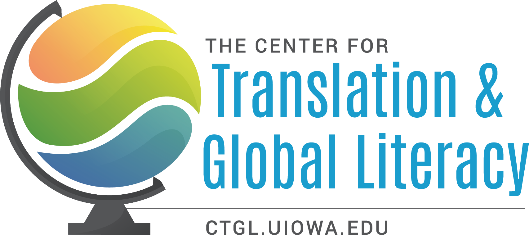 THE CENTER FOR
Translation &
Global Literacy
CTGL.UIOWA.EDU